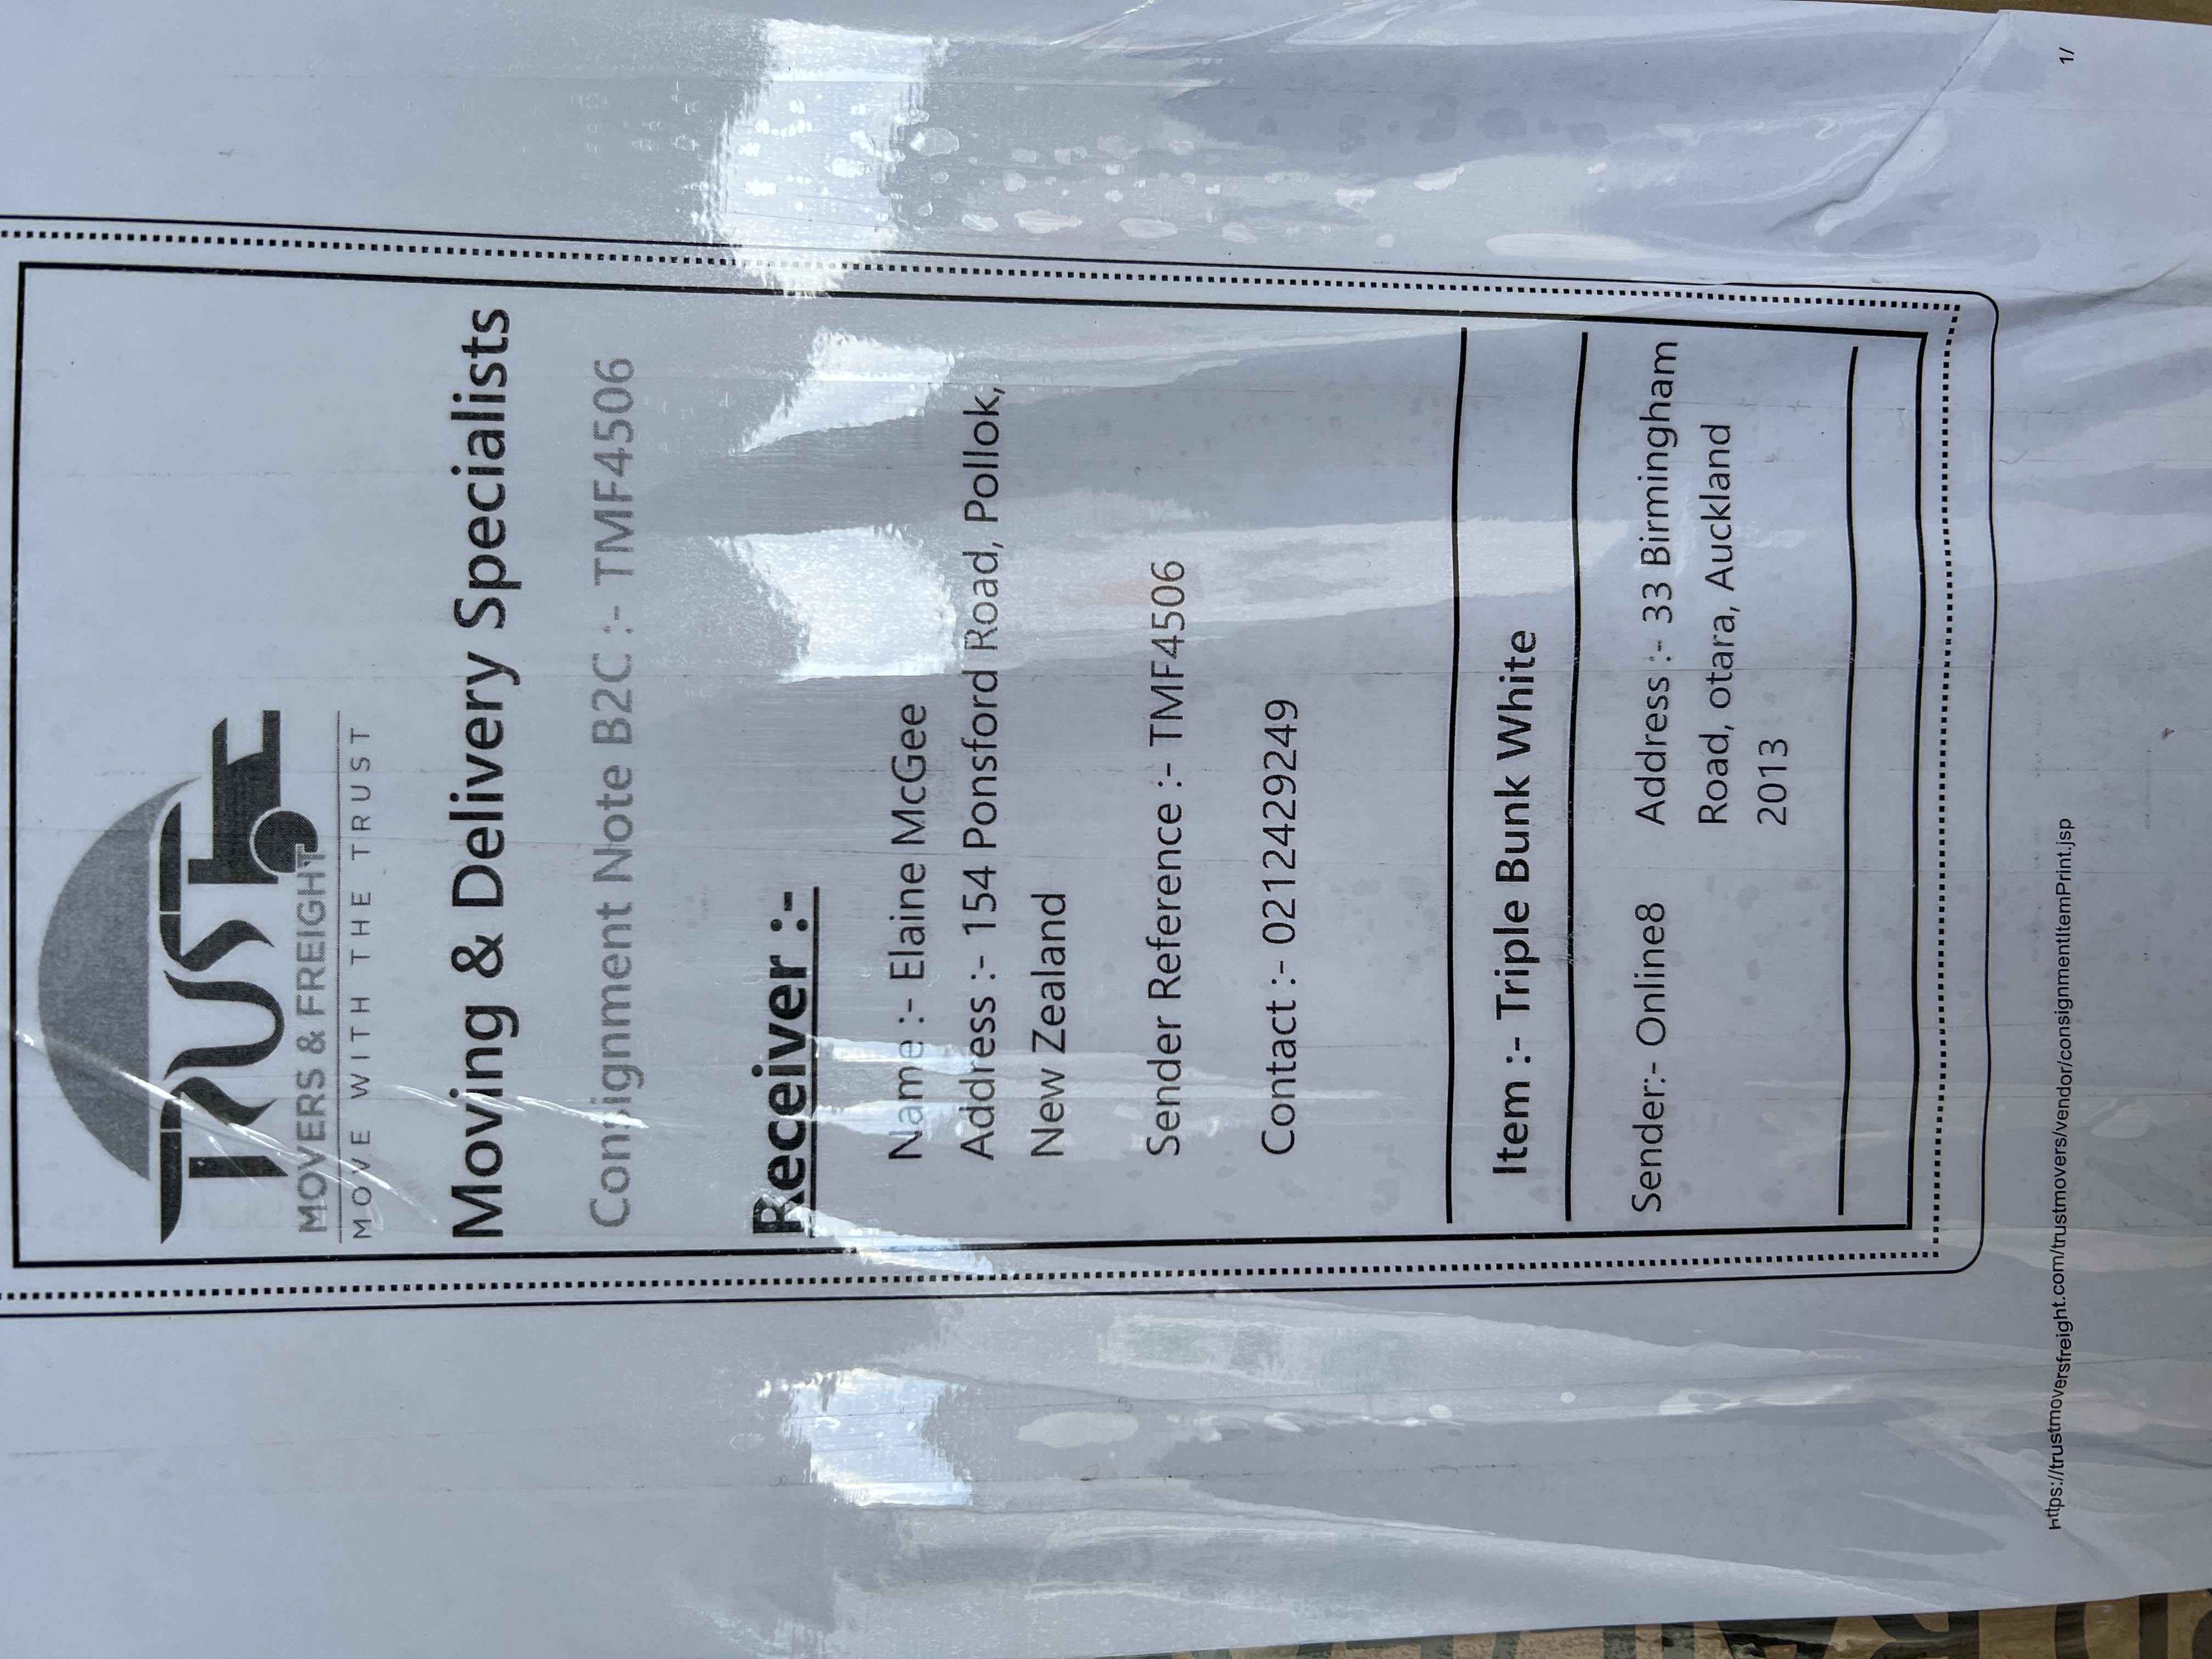 TRUST
MOVERS & FREIGHT
MOVE WITH THE TRUST
Moving & Delivery Specialists
Consignment Note B2C :- TMF4506
Receiver :-
Name :- Elaine McGee
Address :- 154 Ponsford Road, Pollok,
New Zealand
Sender Reference :- TMF4506
Contact :- 0212429249
Item :- Triple Bunk White
Sender:- Online8
Address :- 33 Birmingham
Road, otara, Auckland
2013
https://trustmoversfreight.com/trustmovers/vendor/consignmentItemPrint.jsp
1/